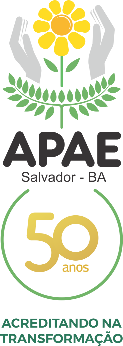 APAE
Salvador - BA
50
anos
ACREDITANDO NA
TRANSFORMAÇÃO